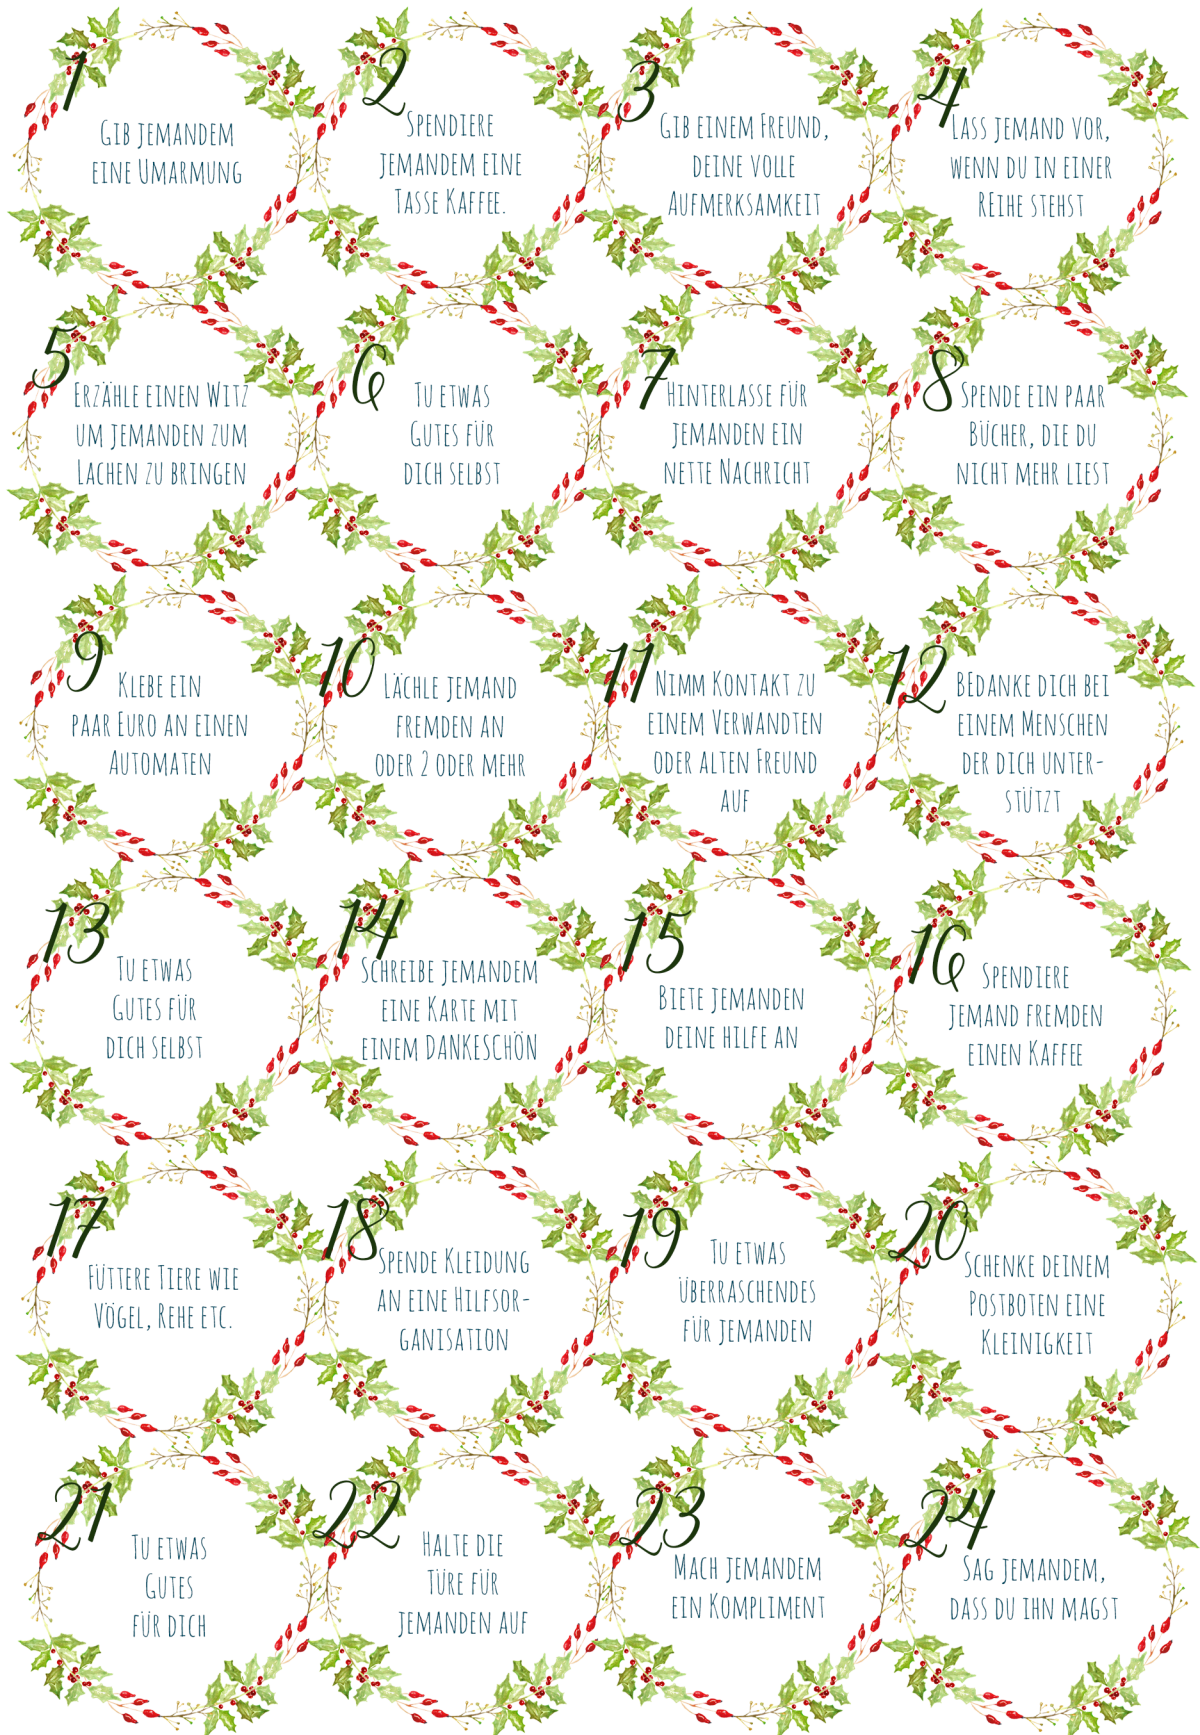 1
Gib jemandem
eine Umarmung
2
Spendiere
jemandem eine
Tasse Kaffee.
3
Gib einem Freund,
deine volle
Aufmerksamkeit
4
Lass jemand vor,
wenn du in einer
Reihe stehst
5
Erzähle einen Witz
um jemanden zum
Lachen zu bringen
6
Tu etwas
Gutes für
dich selbst
7
Hinterlasse für
jemanden ein
nette Nachricht
8
Spende ein paar
Bücher, die du
nicht mehr liest
9
Klebe ein
paar Euro an einen
Automaten
10
Lächle jemand
fremden an
oder 2 oder mehr
11
Nimm Kontakt zu
einem Verwandten
oder alten Freund
auf
12
Bedanke dich bei
einem Menschen
der dich unter-
stützt
13
Tu etwas
Gutes für
dich selbst
14
Schreibe jemandem
eine Karte mit
einem DANKESCHÖN
15
Biete jemanden
deine hilfe an
16
Spendiere
jemand fremden
einen Kaffee
17
Füttere Tiere wie
Vögel, Rehe etc.
18
Spende Kleidung
an eine Hilfsor-
ganisation
19
Tu etwas
überraschendes
für jemanden
20
Schenke deinem
Postboten eine
Kleinigkeit
21
Tu etwas
Gutes
für dich
22
Halte die
Türe für
jemanden auf
23
Mach jemandem
ein Kompliment
24
Sag jemandem,
dass du ihn magst